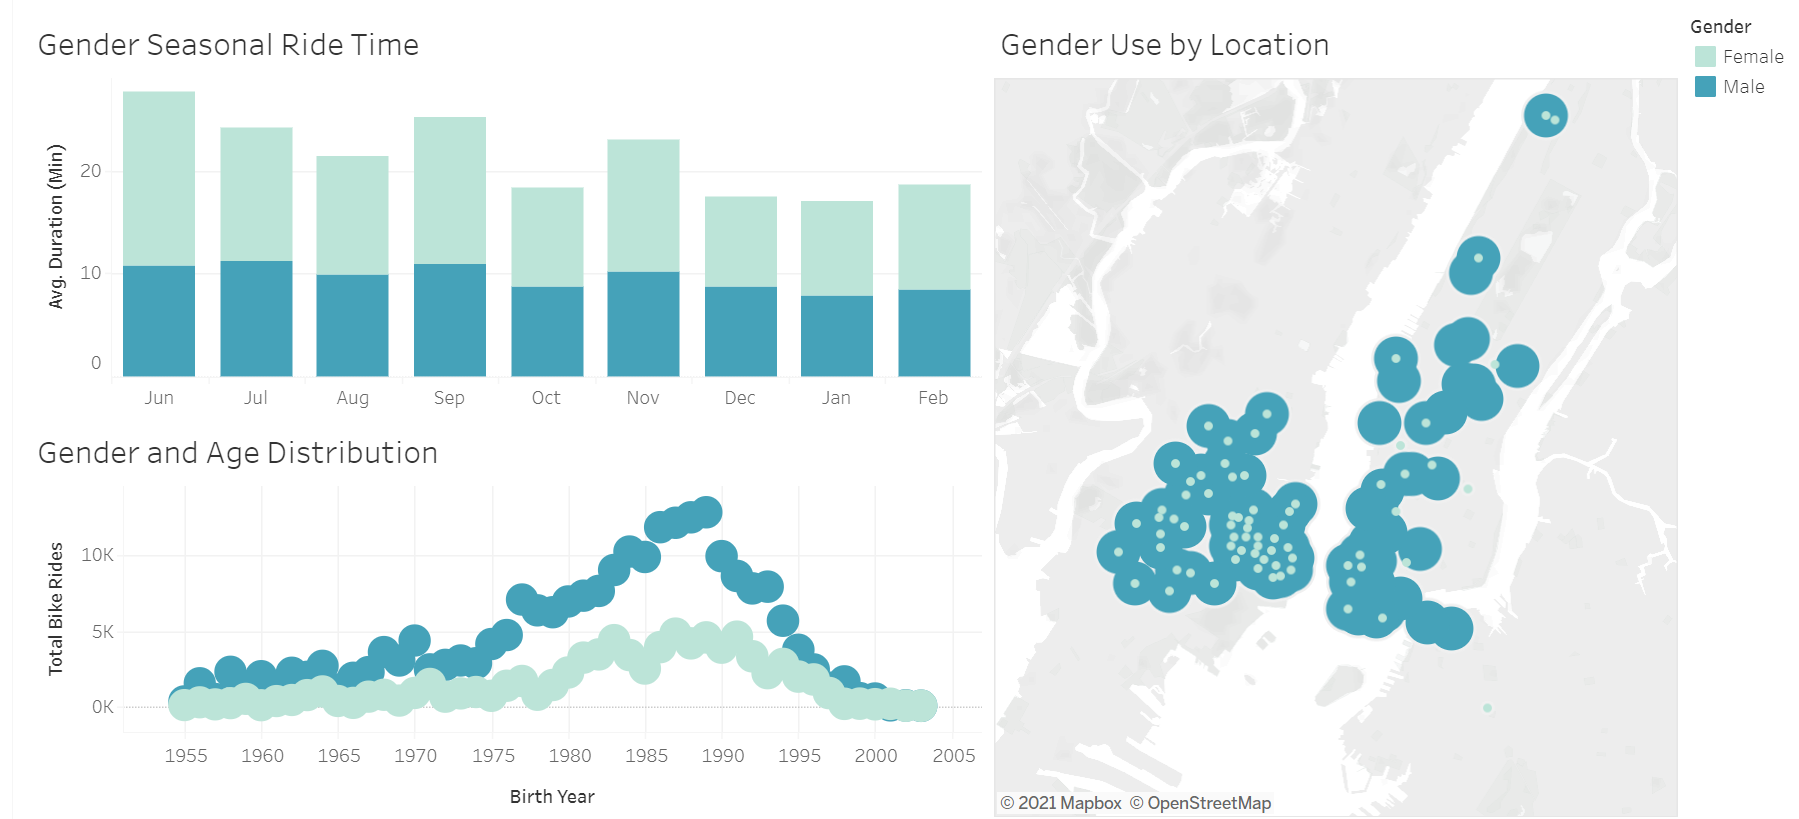 Gender Seasonal Ride Time
Avg. Duration (Min)
20
10
0
Jun Jul Aug Sep Oct Nov Dec Jan Feb
Gender and Age Distribution
Total Bike Rides
10K
5K
0K
1955 1960 1965 1970 1975 1980 1985 1990 1995 2000 2005
Birth Year
Gender Use by Location
© 2021 Mapbox © OpenStreetMap
Gender
Female
Male